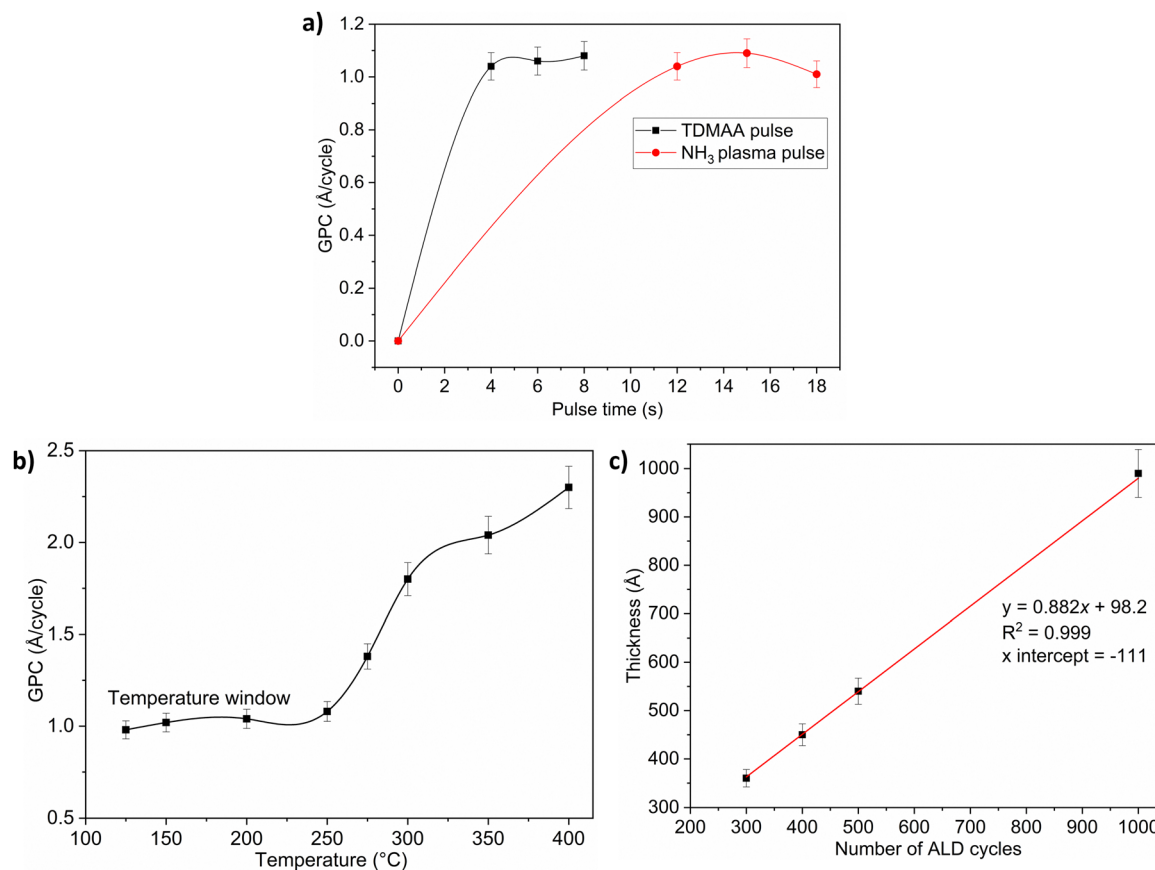 a)
1.2
1.0
0.8
0.6
0.4
0.2
0.0
GPC (Å/cycle)
TDMAA pulse
NH₃ plasma pulse
0 2 4 6 8 10 12 14 16 18
Pulse time (s)
b)
2.5
2.0
1.5
1.0
0.5
GPC (Å/cycle)
Temperature window
100 150 200 250 300 350 400
Temperature (°C)
c)
1000
900
800
700
600
500
400
300
Thickness (Å)
y = 0.882x + 98.2
R² = 0.999
x intercept = -111
200 300 400 500 600 700 800 900 1000
Number of ALD cycles